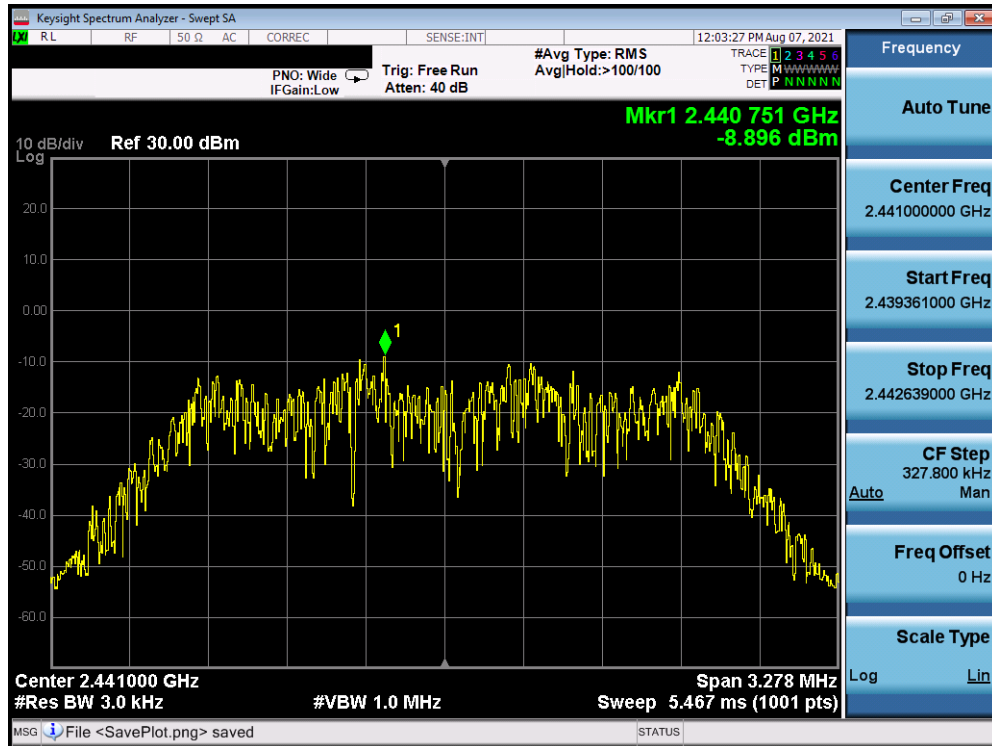 Keysight Spectrum Analyzer - Swept SA
LXI RL RF 50 Ω AC CORREC SENSE:INT 12:03:27 PM Aug 07, 2021
PNO: Wide
IFGain:Low
Trig: Free Run
Atten: 40 dB
#Avg Type: RMS
Avg|Hold:>100/100
TRACE 1 2 3 4 5 6
TYPE M WWWWW
DET P N N N N N
Mkr1 2.440 751 GHz
-8.896 dBm
10 dB/div Ref 30.00 dBm
Log
20.0
10.0
0.00
-10.0
-20.0
-30.0
-40.0
-50.0
-60.0
1
Center 2.441000 GHz Span 3.278 MHz
#Res BW 3.0 kHz #VBW 1.0 MHz Sweep 5.467 ms (1001 pts)
MSG File <SavePlot.png> saved STATUS
Frequency
Auto Tune
Center Freq
2.441000000 GHz
Start Freq
2.439361000 GHz
Stop Freq
2.442639000 GHz
CF Step
327.800 kHz
Auto Man
Freq Offset
0 Hz
Scale Type
Log Lin